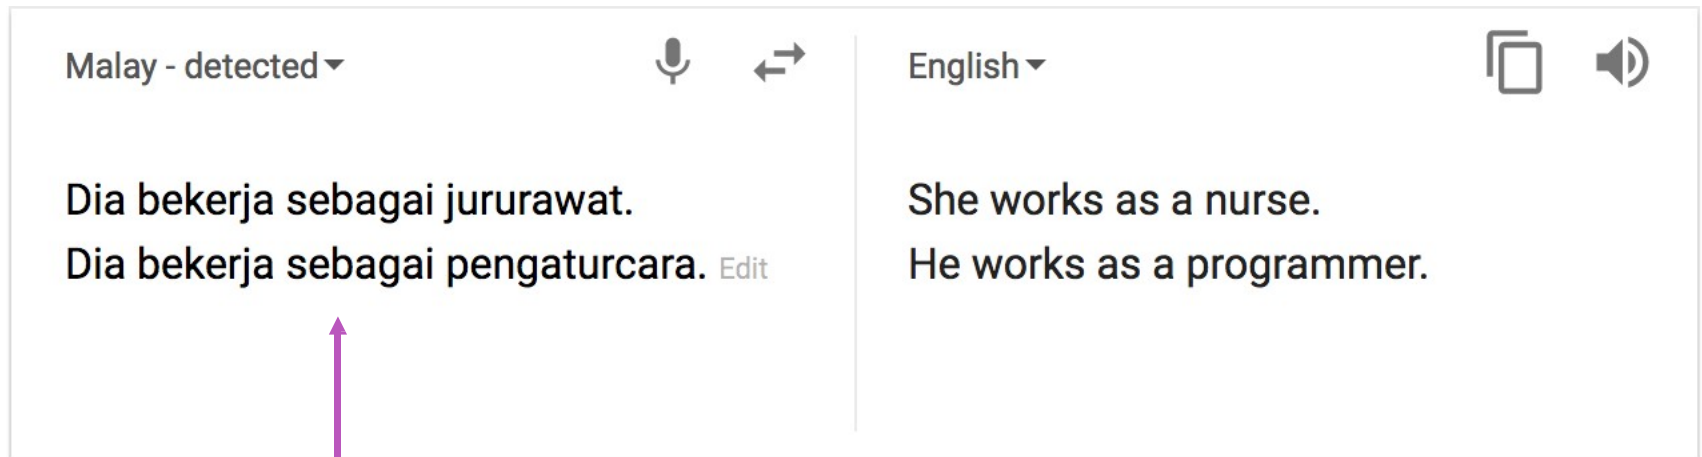 Malay - detected
English
Dia bekerja sebagai jururawat.
Dia bekerja sebagai pengaturcara. Edit
She works as a nurse.
He works as a programmer.